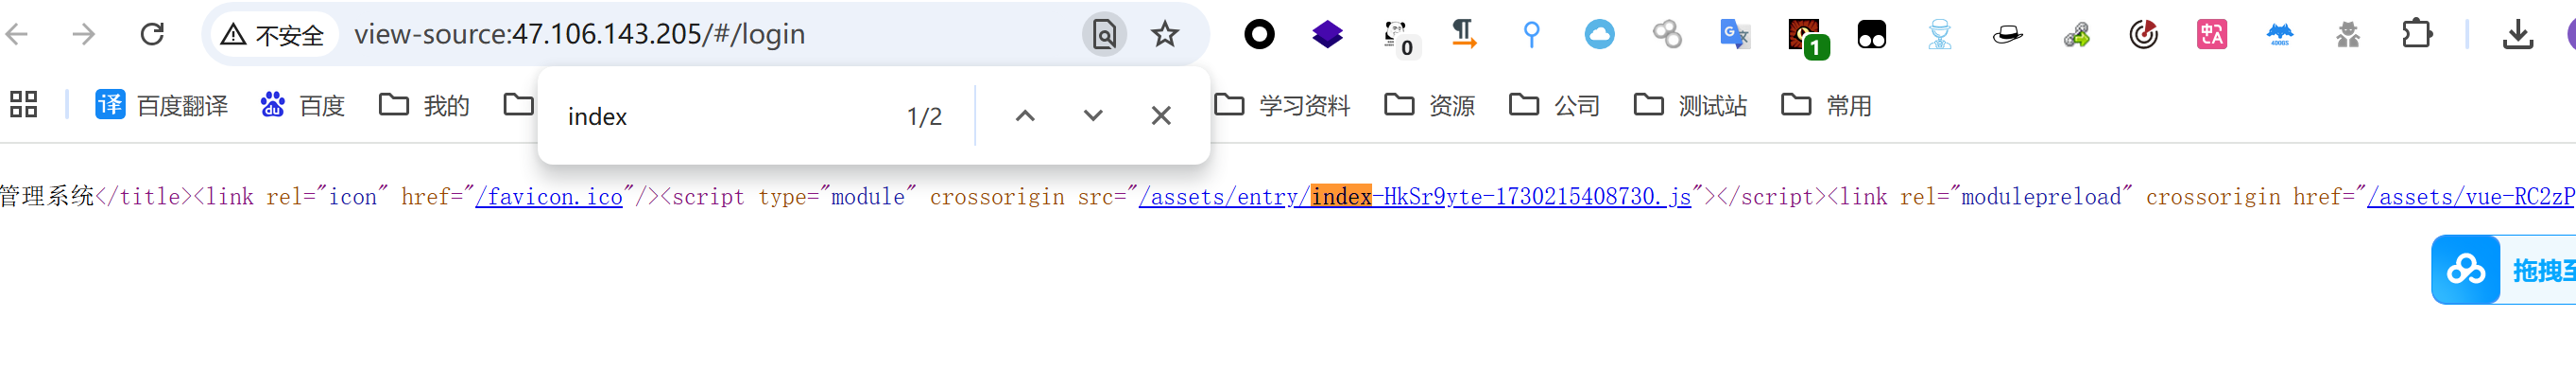 不安全 view-source:47.106.143.205/#/login 0 1
译 百度翻译 百度 我的 学习资料 资源 公司 测试站 常用
index 1/2
管理系统</title><link rel="icon" href="/favicon.ico"/><script type="module" crossorigin src="/assets/entry/index-HkSr9yte-1730215408730.js"></script><link rel="modulepreload" crossorigin href="/assets/vue-RC2zP
拖拽至